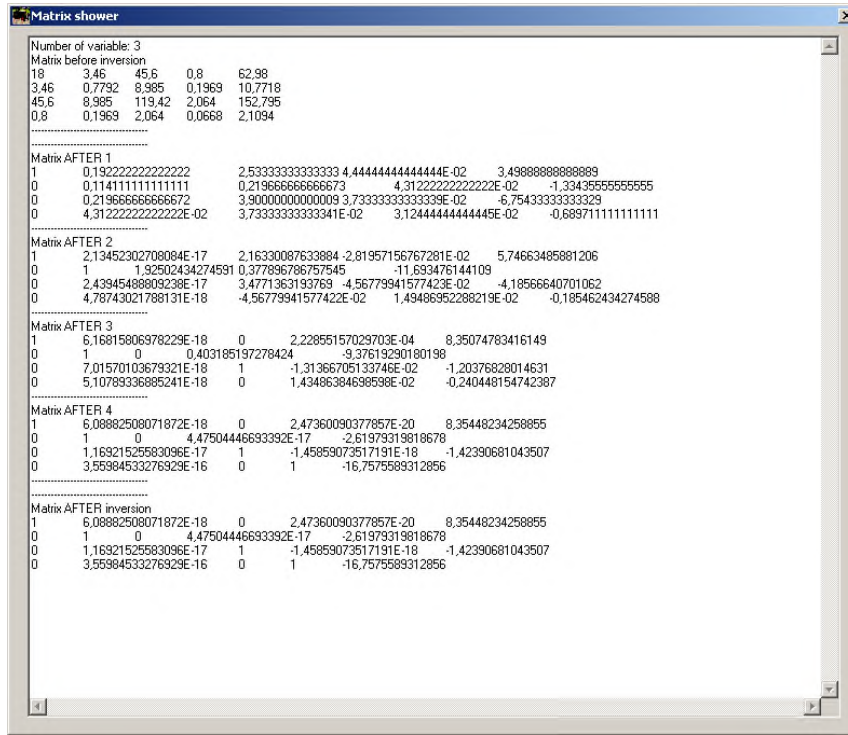 Matrix shower
Number of variable: 3
Matrix before inversion
18 3,46 45,6 0,8 62,98
3,46 0,7792 8,985 0,1969 10,7718
45,6 8,985 119,42 2,064 152,795
0,8 0,1969 2,064 0,0668 2,1094
------------------------------------
------------------------------------
Matrix AFTER 1
1 0,192222222222222 2,53333333333333 4,44444444444444E-02 3,49888888888889
0 0,114111111111111 0,219666666666673 4,31222222222222E-02 -1,33435555555555
0 0,219666666666672 3,90000000000009 3,73333333333339E-02 -6,75433333333329
0 4,31222222222222E-02 3,73333333333341E-02 3,12444444444445E-02 -0,689711111111111
------------------------------------
Matrix AFTER 2
1 2,13452302708084E-17 2,16330087633884 -2,81957156767281E-02 5,74663485881206
0 1 1,92502434274591 0,377896786757545 -11,693476144109
0 2,43945488809238E-17 3,4771363193769 -4,56779941577423E-02 -4,18566640701062
0 4,78743021788131E-18 -4,56779941577422E-02 1,49486952288219E-02 -0,185462434274588
------------------------------------
Matrix AFTER 3
1 6,16815806978229E-18 0 2,22855157029703E-04 8,35074783416149
0 1 0 0,403185197278424 -9,37619290180198
0 7,01570103679321E-18 1 -1,31366705133746E-02 -1,20376828014631
0 5,10789336885241E-18 0 1,43486384698598E-02 -0,240448154742387
------------------------------------
Matrix AFTER 4
1 6,08882508071872E-18 0 2,47360090377857E-20 8,35448234258855
0 1 0 4,47504446693392E-17 -2,61979319818678
0 1,16921525583096E-17 1 -1,45859073517191E-18 -1,42390681043507
0 3,55984533276929E-16 0 1 -16,7575589312856
------------------------------------
------------------------------------
Matrix AFTER inversion
1 6,08882508071872E-18 0 2,47360090377857E-20 8,35448234258855
0 1 0 4,47504446693392E-17 -2,61979319818678
0 1,16921525583096E-17 1 -1,45859073517191E-18 -1,42390681043507
0 3,55984533276929E-16 0 1 -16,7575589312856